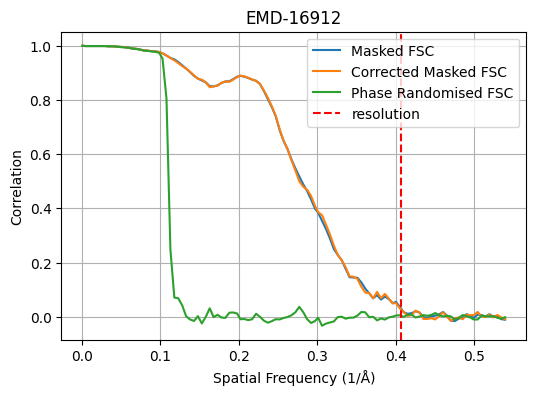 EMD-16912
Masked FSC
Corrected Masked FSC
Phase Randomised FSC
resolution
Correlation
1.0
0.8
0.6
0.4
0.2
0.0
0.0 0.1 0.2 0.3 0.4 0.5
Spatial Frequency (1/Å)